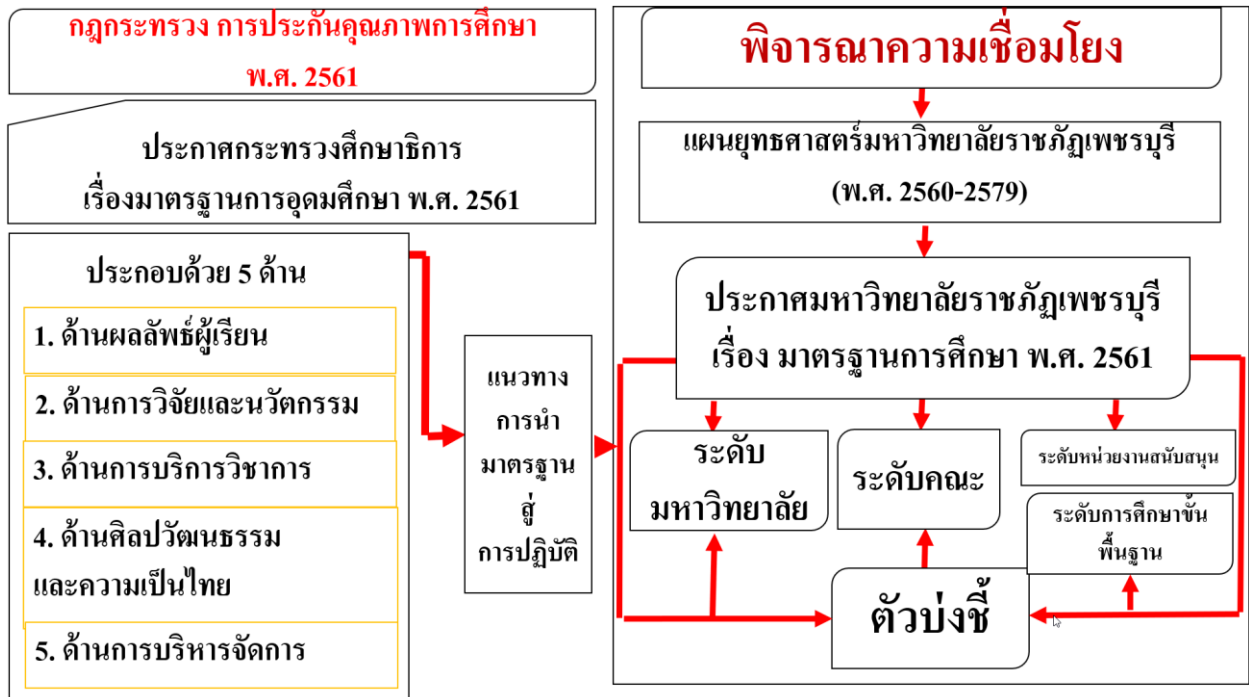 กฎกระทรวง การประกันคุณภาพการศึกษา
พ.ศ. 2561
ประกาศกระทรวงศึกษาธิการ
เรื่องมาตรฐานการอุดมศึกษา พ.ศ. 2561
ประกอบด้วย 5 ด้าน
1. ด้านผลลัพธ์ผู้เรียน
2. ด้านการวิจัยและนวัตกรรม
3. ด้านการบริการวิชาการ
4. ด้านศิลปวัฒนธรรม
และความเป็นไทย
5. ด้านการบริหารจัดการ
แนวทาง
การนำ
มาตรฐาน
สู่
การปฏิบัติ
พิจารณาความเชื่อมโยง
แผนยุทธศาสตร์มหาวิทยาลัยราชภัฏเพชรบุรี
(พ.ศ. 2560-2579)
ประกาศมหาวิทยาลัยราชภัฏเพชรบุรี
เรื่อง มาตรฐานการศึกษา พ.ศ. 2561
ระดับ
มหาวิทยาลัย
ระดับคณะ
ระดับหน่วยงานสนับสนุน
ระดับการศึกษาขั้น
พื้นฐาน
ตัวบ่งชี้